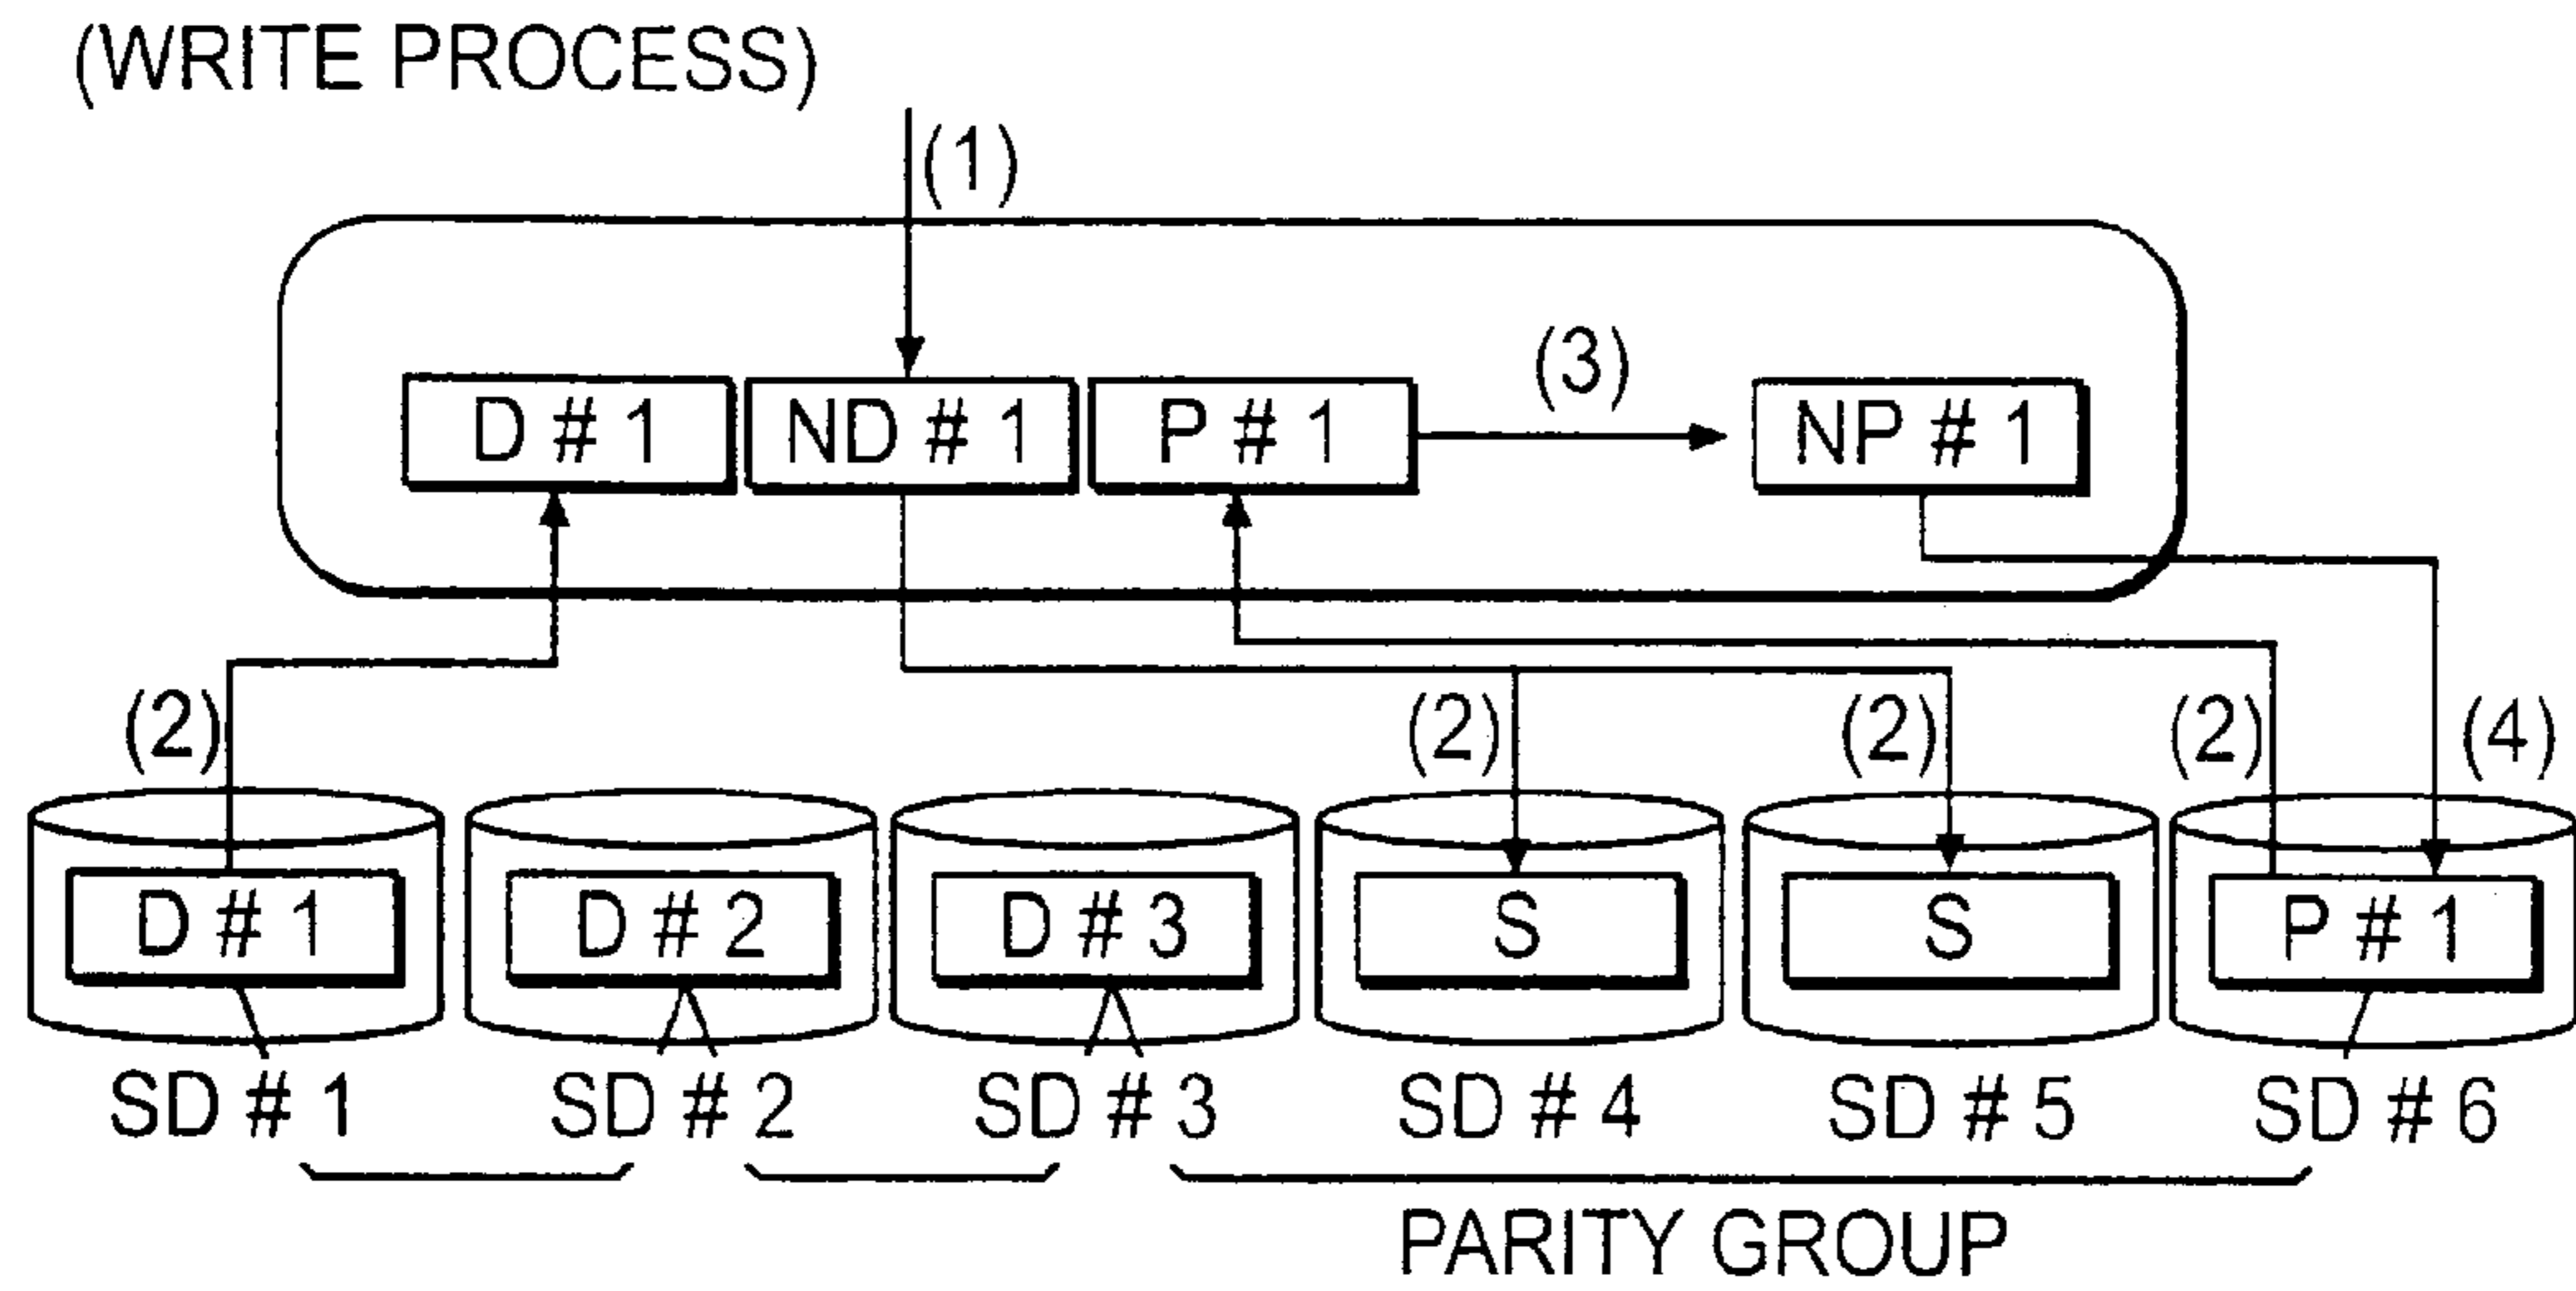 (WRITE PROCESS)
(1)
(3)
D # 1 ND # 1 P # 1 NP # 1
(2) (2) (2) (2) (4)
D # 1 D # 2 D # 3 S S P # 1
SD # 1 SD # 2 SD # 3 SD # 4 SD # 5 SD # 6
PARITY GROUP